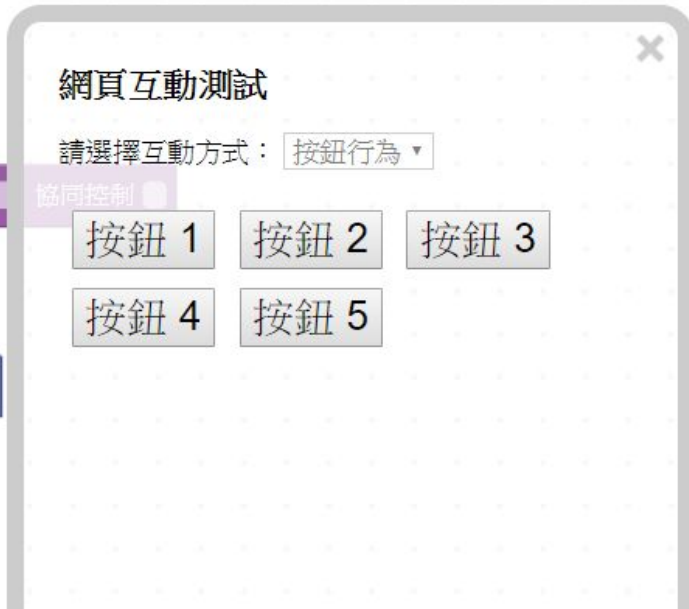 網頁互動測試
請選擇互動方式： 按鈕行為
協同控制
按鈕 1 按鈕 2 按鈕 3
按鈕 4 按鈕 5